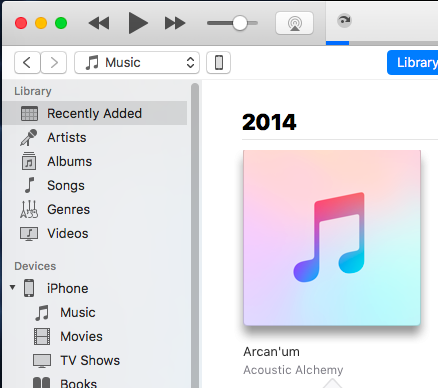 Music
Library
Library
Recently Added
Artists
Albums
Songs
Genres
Videos
Devices
iPhone
Music
Movies
TV Shows
Books
2014
Arcan'um
Acoustic Alchemy